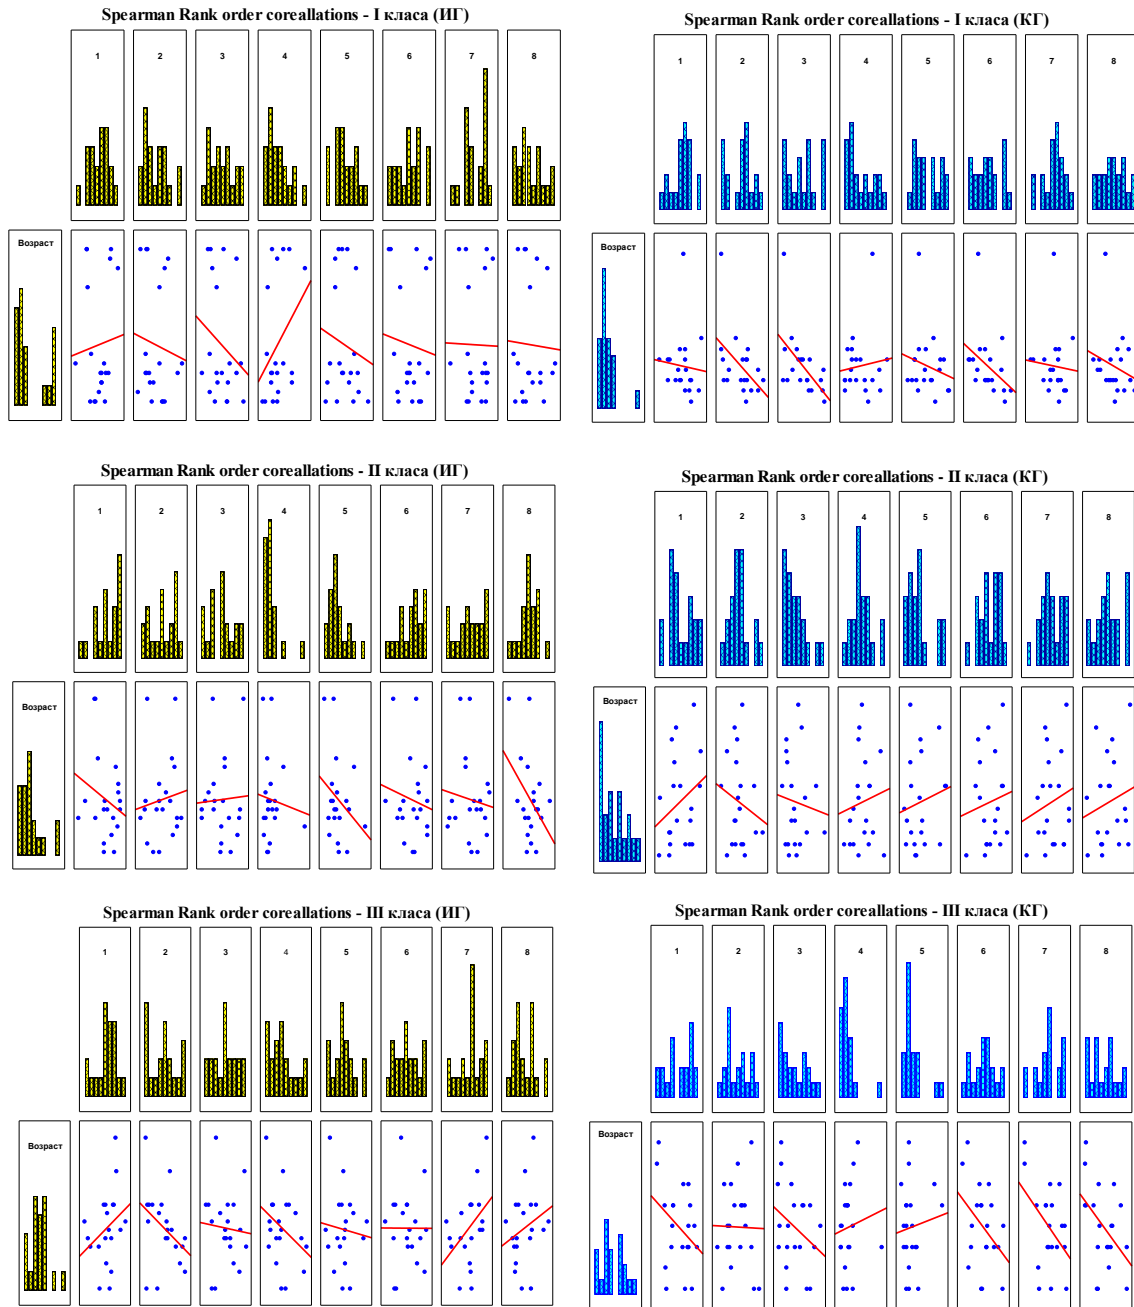 Spearman Rank order coreallations - I класа (ИГ)
1 2 3 4 5 6 7 8
Возраст
Spearman Rank order coreallations - I класа (КГ)
1 2 3 4 5 6 7 8
Возраст
Spearman Rank order coreallations - II класа (ИГ)
1 2 3 4 5 6 7 8
Возраст
Spearman Rank order coreallations - II класа (КГ)
1 2 3 4 5 6 7 8
Возраст
Spearman Rank order coreallations - III класа (ИГ)
1 2 3 4 5 6 7 8
Возраст
Spearman Rank order coreallations - III класа (КГ)
1 2 3 4 5 6 7 8
Возраст